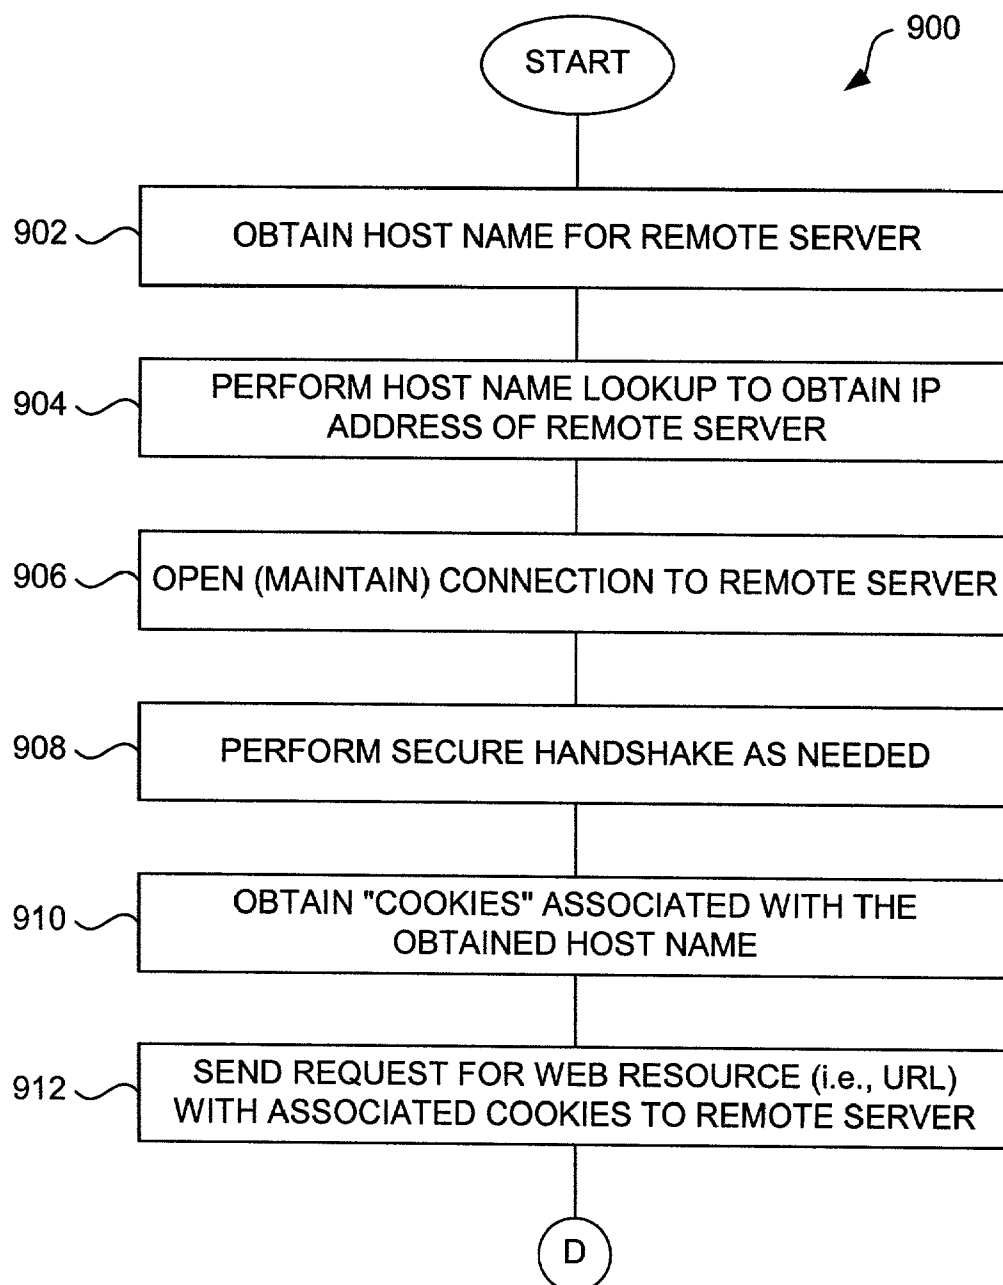 900
START
902
OBTAIN HOST NAME FOR REMOTE SERVER
904
PERFORM HOST NAME LOOKUP TO OBTAIN IP
ADDRESS OF REMOTE SERVER
906
OPEN (MAINTAIN) CONNECTION TO REMOTE SERVER
908
PERFORM SECURE HANDSHAKE AS NEEDED
910
OBTAIN "COOKIES" ASSOCIATED WITH THE
OBTAINED HOST NAME
912
SEND REQUEST FOR WEB RESOURCE (i.e., URL)
WITH ASSOCIATED COOKIES TO REMOTE SERVER
D